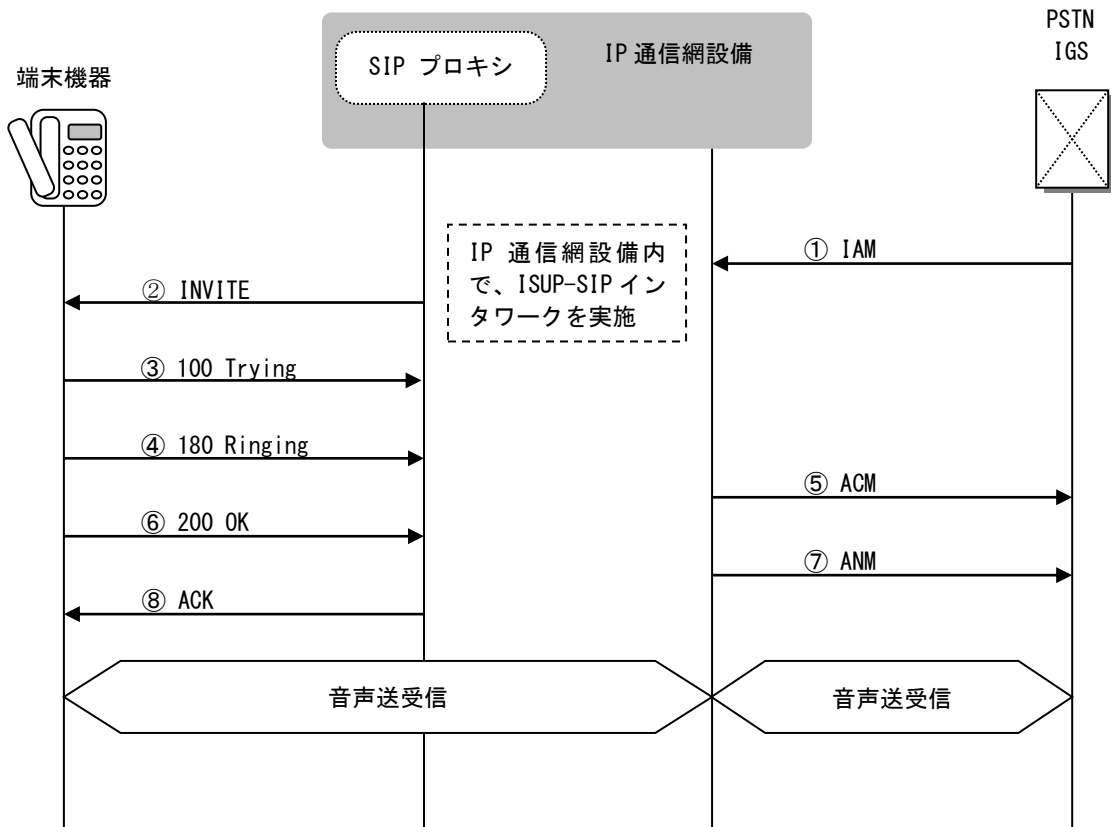 PSTN
IGS
IP 通信網設備
SIP プロキシ
端末機器
IP 通信網設備内
で、ISUP-SIP イン
タワークを実施
① IAM
② INVITE
③ 100 Trying
④ 180 Ringing
⑤ ACM
⑥ 200 OK
⑦ ANM
⑧ ACK
音声送受信
音声送受信